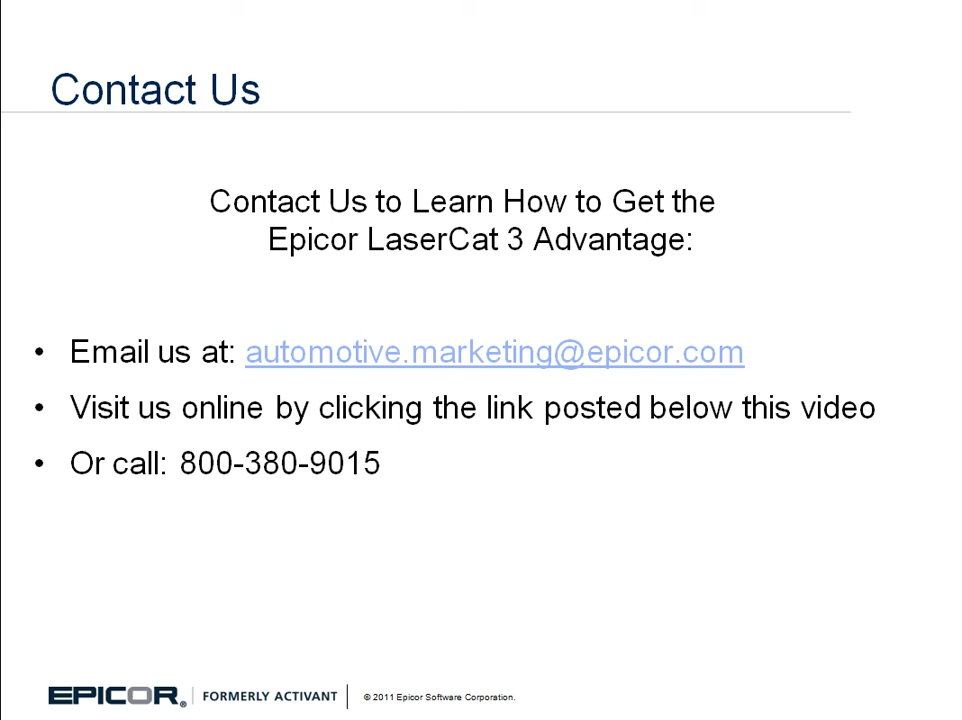 Contact Us
Contact Us to Learn How to Get the
Epicor LaserCat 3 Advantage:
• Email us at: automotive.marketing@epicor.com
• Visit us online by clicking the link posted below this video
• Or call: 800-380-9015
EPICOR® | FORMERLY ACTIVANT | © 2011 Epicor Software Corporation.